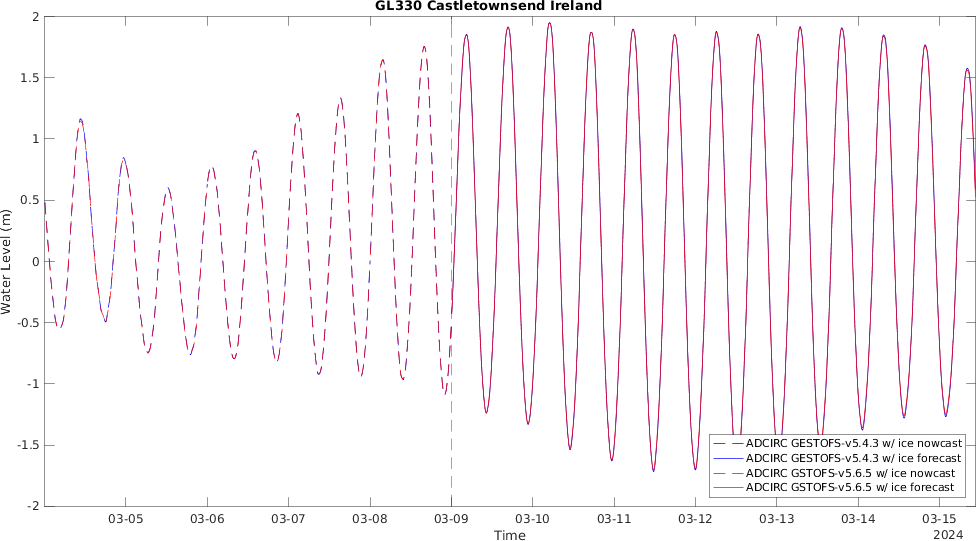 GL330 Castletownsend Ireland
2
1.5
1
0.5
0
-0.5
-1
-1.5
-2
Water Level (m)
ADCIRC GESTOFS-v5.4.3 w/ ice nowcast
ADCIRC GESTOFS-v5.4.3 w/ ice forecast
ADCIRC GSTOFS-v5.6.5 w/ ice nowcast
ADCIRC GSTOFS-v5.6.5 w/ ice forecast
03-05 03-06 03-07 03-08 03-09 03-10 03-11 03-12 03-13 03-14 03-15
Time
2024